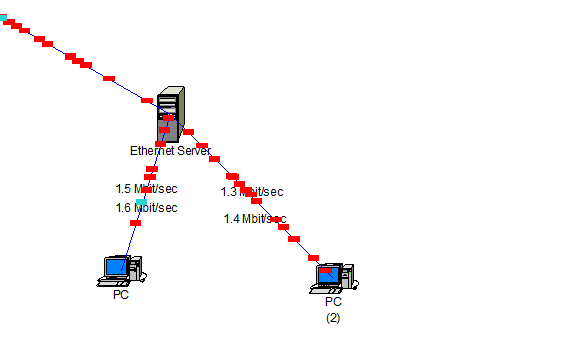 Ethernet Server
1.5 Mbit/sec
1.6 Mbit/sec
1.3 Mbit/sec
1.4 Mbit/sec
PC
PC
(2)